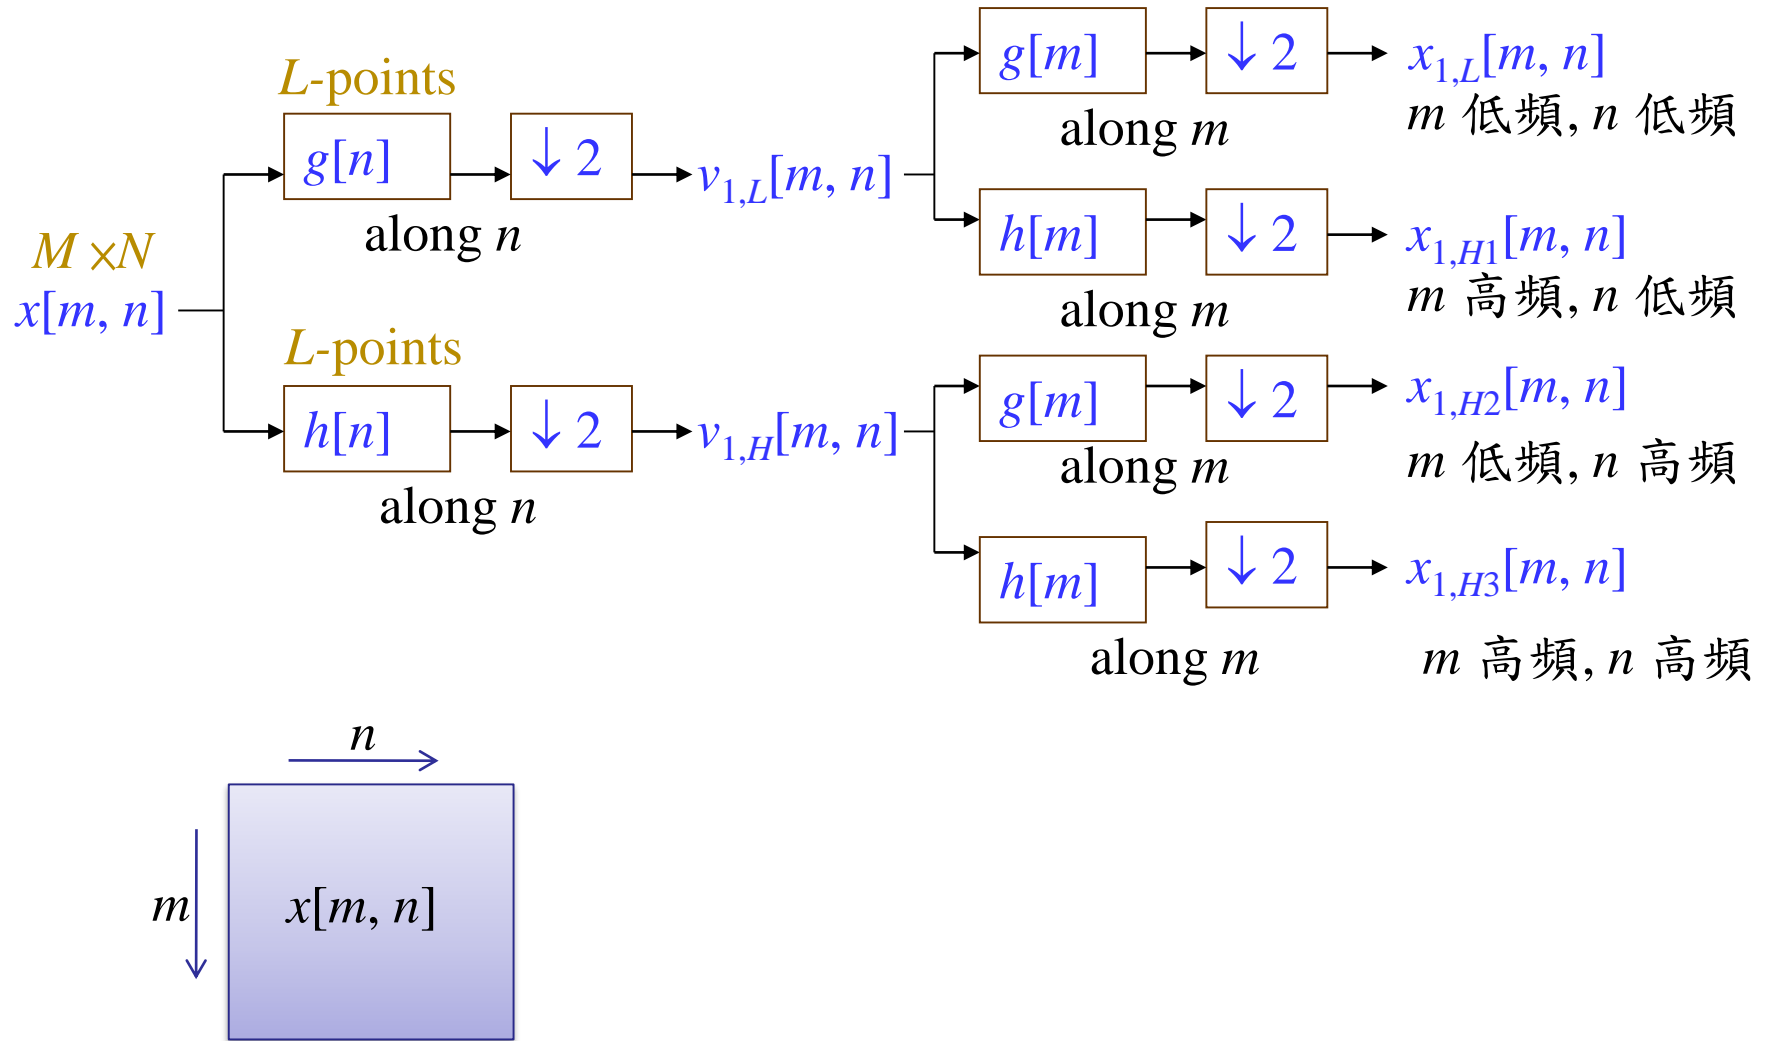 L-points
g[n]
↓2
along n
v1,L[m, n]
M ×N
x[m, n]
L-points
h[n]
↓2
along n
v1,H[m, n]
g[m]
↓2
along m
x1,L[m, n]
m 低頻, n 低頻
h[m]
↓2
along m
x1,H1[m, n]
m 高頻, n 低頻
g[m]
↓2
along m
x1,H2[m, n]
m 低頻, n 高頻
h[m]
↓2
along m
x1,H3[m, n]
m 高頻, n 高頻
n
m
x[m, n]